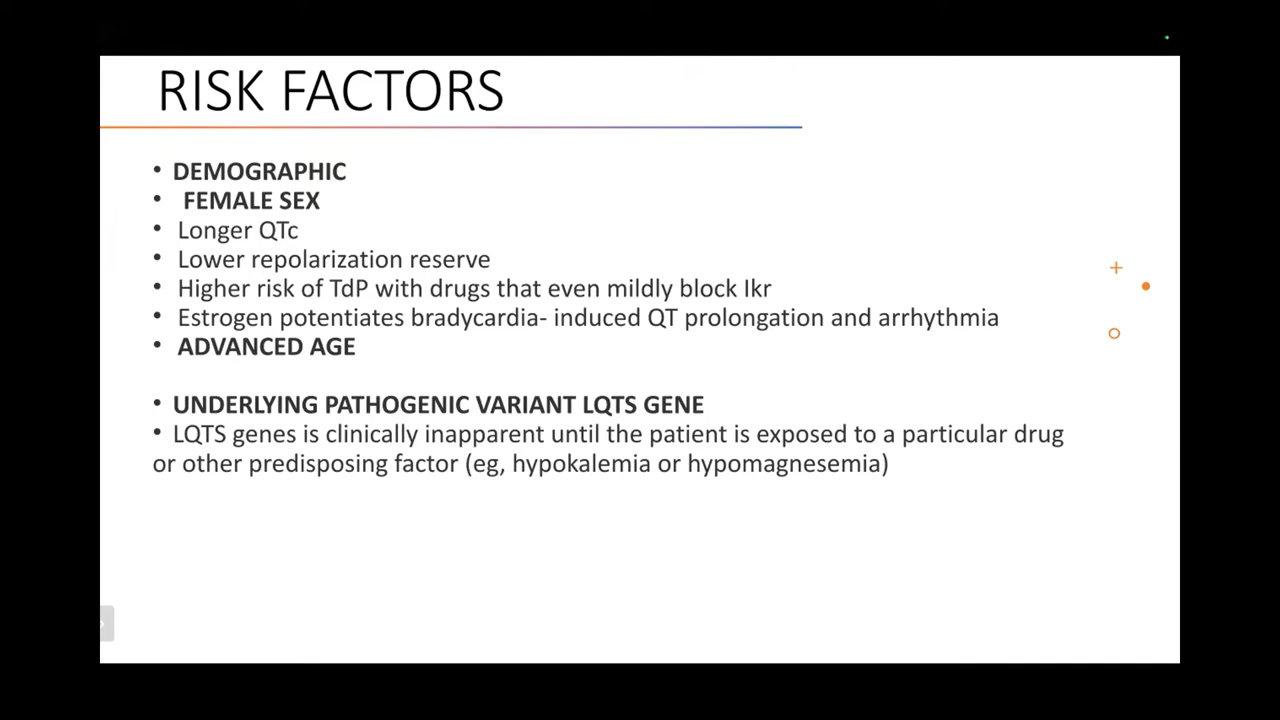 RISK FACTORS
• DEMOGRAPHIC
• FEMALE SEX
• Longer QTc
• Lower repolarization reserve
• Higher risk of TdP with drugs that even mildly block Ikr
• Estrogen potentiates bradycardia- induced QT prolongation and arrhythmia
• ADVANCED AGE
• UNDERLYING PATHOGENIC VARIANT LQTS GENE
• LQTS genes is clinically inapparent until the patient is exposed to a particular drug
or other predisposing factor (eg, hypokalemia or hypomagnesemia)